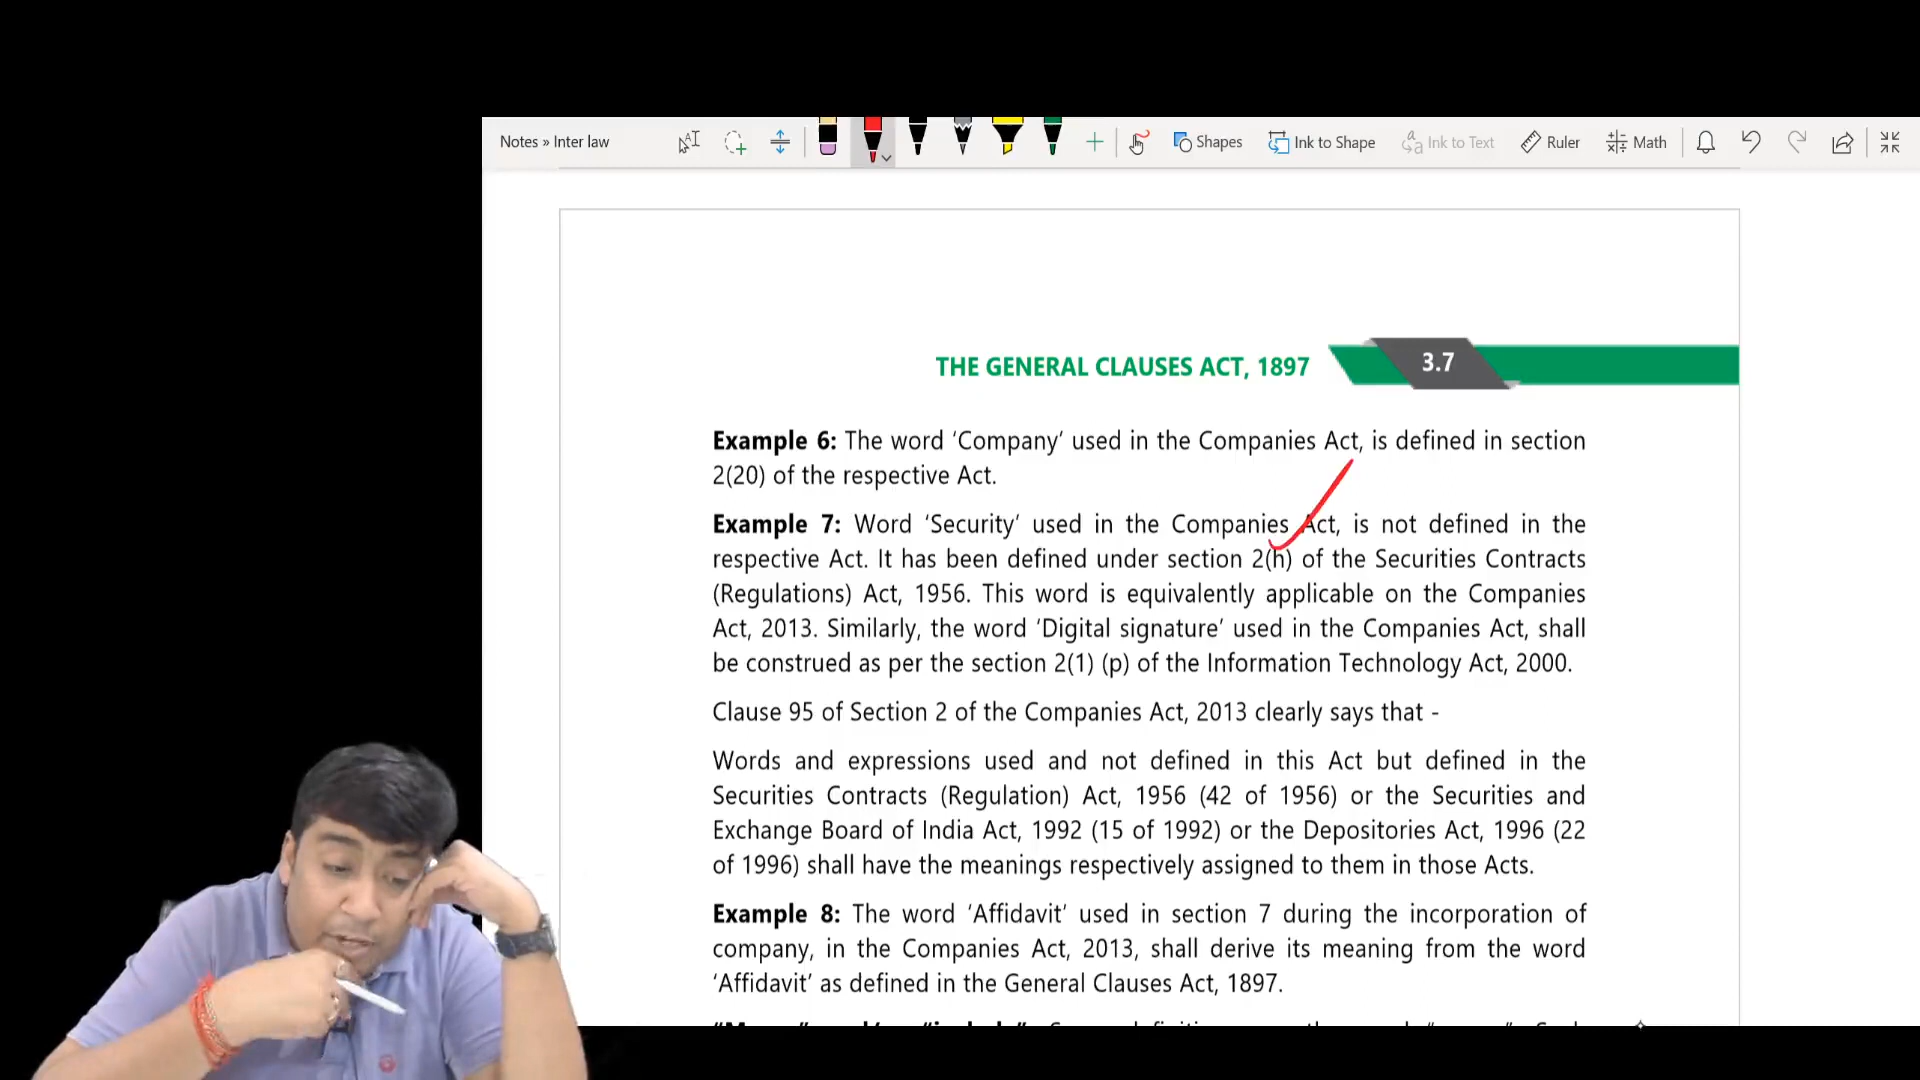 Notes » Inter law
Shapes
Ink to Shape
Ink to Text
Ruler
Math
THE GENERAL CLAUSES ACT, 1897
3.7
Example 6: The word ‘Company’ used in the Companies Act, is defined in section
2(20) of the respective Act.
Example 7: Word ‘Security’ used in the Companies Act, is not defined in the
respective Act. It has been defined under section 2(h) of the Securities Contracts
(Regulations) Act, 1956. This word is equivalently applicable on the Companies
Act, 2013. Similarly, the word ‘Digital signature’ used in the Companies Act, shall
be construed as per the section 2(1) (p) of the Information Technology Act, 2000.
Clause 95 of Section 2 of the Companies Act, 2013 clearly says that -
Words and expressions used and not defined in this Act but defined in the
Securities Contracts (Regulation) Act, 1956 (42 of 1956) or the Securities and
Exchange Board of India Act, 1992 (15 of 1992) or the Depositories Act, 1996 (22
of 1996) shall have the meanings respectively assigned to them in those Acts.
Example 8: The word ‘Affidavit’ used in section 7 during the incorporation of
company, in the Companies Act, 2013, shall derive its meaning from the word
‘Affidavit’ as defined in the General Clauses Act, 1897.